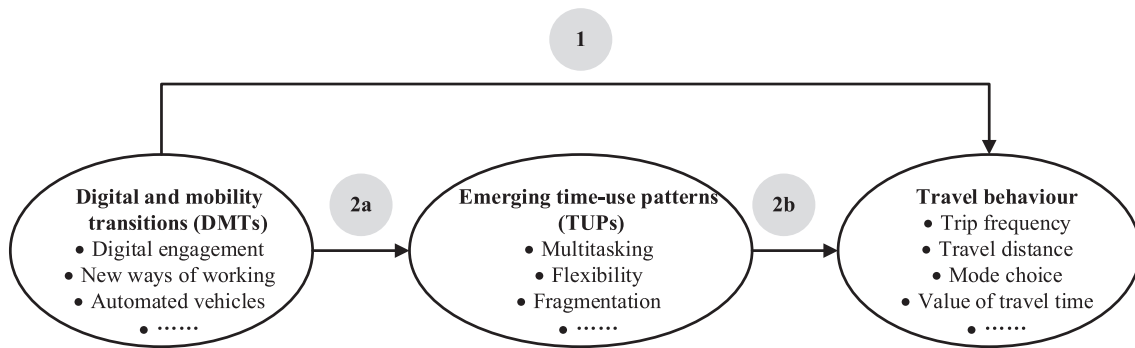 1
Digital and mobility
transitions (DMTs)
• Digital engagement
• New ways of working
• Automated vehicles
• ······
2a
Emerging time-use patterns
(TUPs)
• Multitasking
• Flexibility
• Fragmentation
• ······
2b
Travel behaviour
• Trip frequency
• Travel distance
• Mode choice
• Value of travel time
• ······